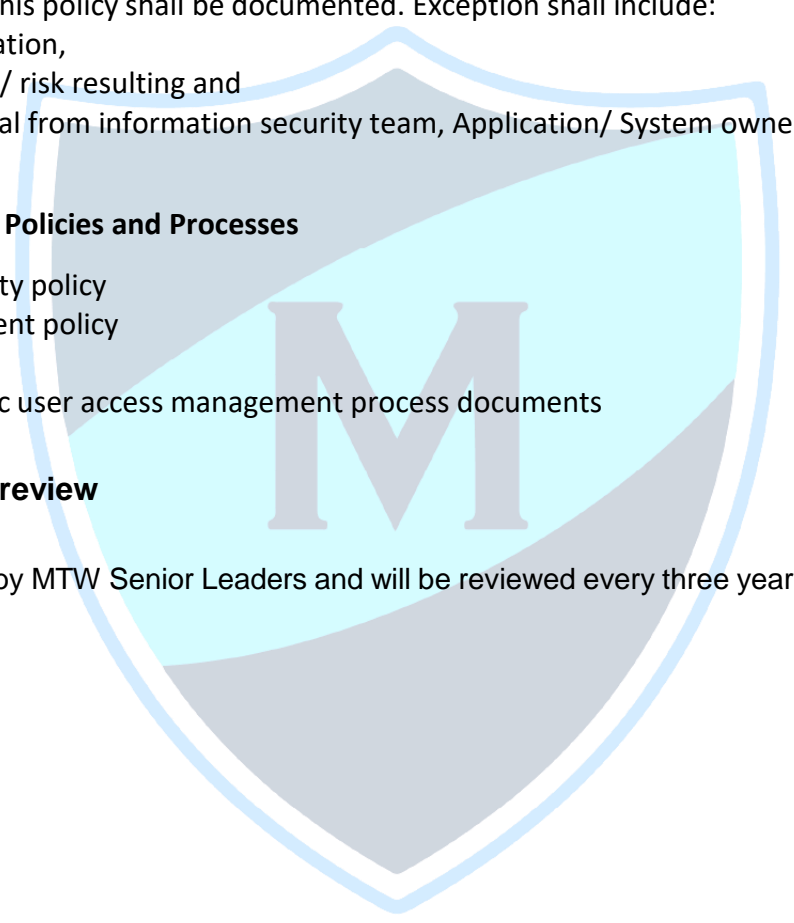 his policy shall be documented. Exception shall include:
ation,
/ risk resulting and
al from information security team, Application/ System owne
Policies and Processes
ty policy
ent policy
c user access management process documents
review
by MTW Senior Leaders and will be reviewed every three year
M